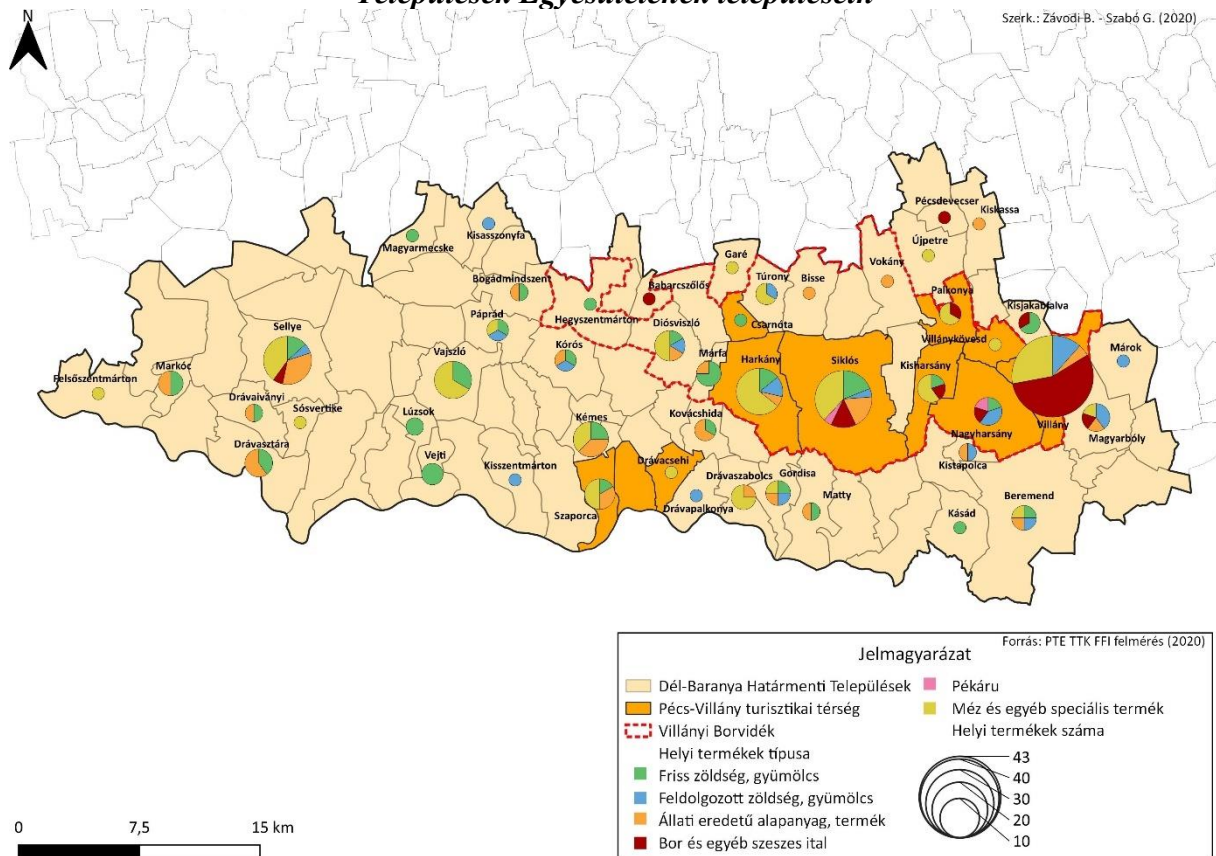 Települések Egyesületének településein
Szerk.: Závodi B. - Szabó G. (2020)
N
Pécsdevecser
Kiskassa
Kisasszonyfa
Magyarmecske
Újpetre
Garé
Túrony
Bisse
Vokány
Bogádmindszent
Babarcszőlős
Palkonya
Kisjakabfalva
Hegyszentmárton
Páprád
Diósviszló
Csarnóta
Sellye
Villánykövesd
Márok
Vajszló
Kórós
Márfa
Harkány
Siklós
Kisharsány
Felsőszentmárton
Markóc
Drávaiványi
Sósvertike
Lúzsok
Kémes
Kovácshida
Nagyharsány
Villány
Magyarbóly
Drávasztára
Vejti
Kisszentmárton
Drávacsehi
Drávaszabolcs
Gordisa
Kistapolca
Drávapalkonya
Matty
Szaporca
Kásád
Beremend
Forrás: PTE TTK FFI felmérés (2020)
Jelmagyarázat
Dél-Baranya Határmenti Települések
Pécs-Villány turisztikai térség
Villányi Borvidék
Helyi termékek típusa
Friss zöldség, gyümölcs
Feldolgozott zöldség, gyümölcs
Állati eredetű alapanyag, termék
Bor és egyéb szeszes ital
Pékáru
Méz és egyéb speciális termék
Helyi termékek száma
43
40
30
20
10
0 7,5 15 km